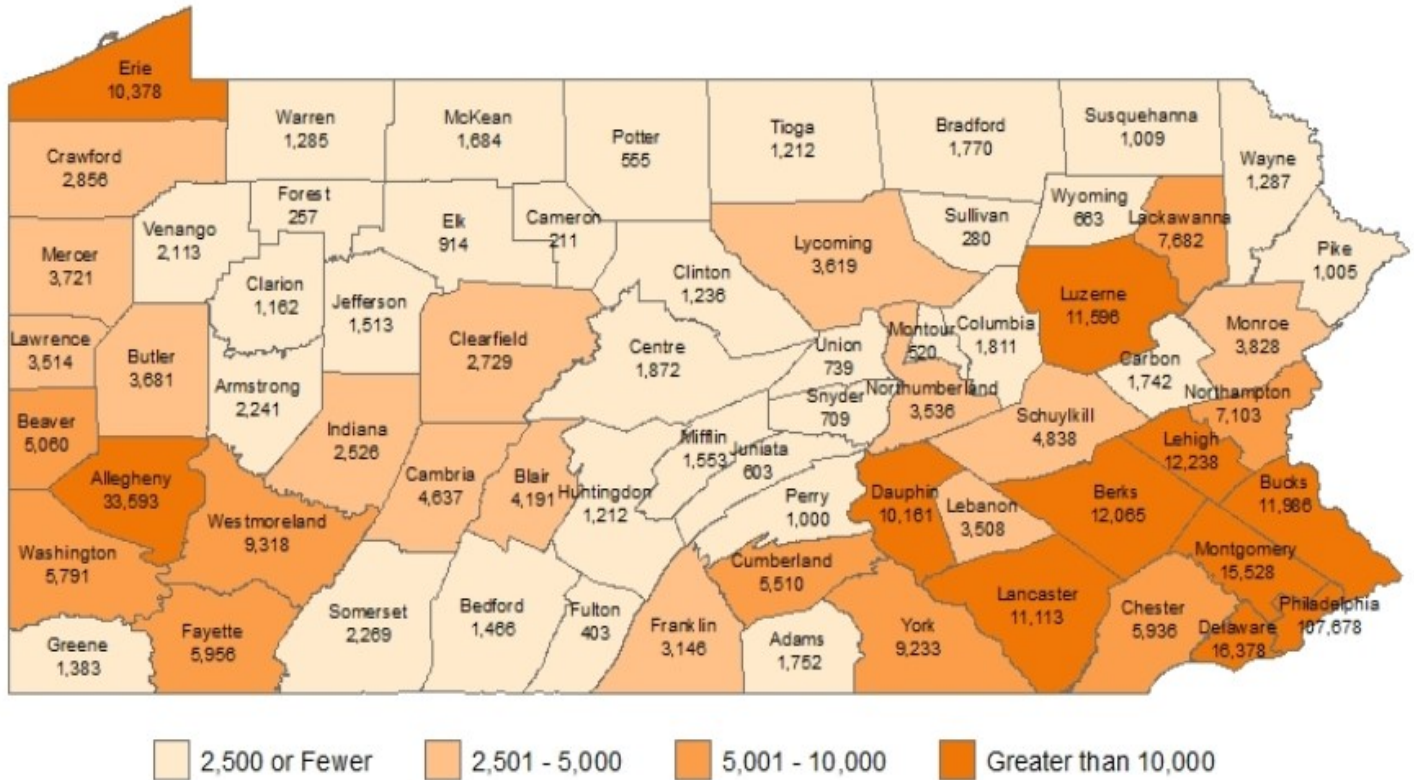 Erie
10,378
Warren
1,285
McKean
1,684
Potter
555
Tioga
1,212
Bradford
1,770
Susquehanna
1,009
Wayne
1,287
Crawford
2,856
Forest
257
Elk
914
Cameron
211
Venango
2,113
Sullivan
280
Wyoming
663
Lackawanna
7,682
Pike
1,005
Mercer
3,721
Clarion
1,162
Jefferson
1,513
Clinton
1,236
Lycoming
3,619
Luzerne
11,596
Monroe
3,828
Lawrence
3,514
Butler
3,681
Clearfield
2,729
Centre
1,872
Union
739
Montour
520
Columbia
1,811
Carbon
1,742
Armstrong
2,241
Snyder
709
Northumberland
3,536
Northampton
7,103
Beaver
5,060
Indiana
2,526
Schuylkill
4,838
Lehigh
12,238
Allegheny
33,593
Cambria
4,637
Blair
4,191
Huntingdon
1,212
Mifflin
1,553
Juniata
603
Perry
1,000
Dauphin
10,161
Lebanon
3,508
Berks
12,065
Bucks
11,986
Westmoreland
9,318
Washington
5,791
Cumberland
5,510
Montgomery
15,528
Greene
1,383
Fayette
5,956
Somerset
2,269
Bedford
1,466
Fulton
403
Franklin
3,146
Adams
1,752
York
9,233
Lancaster
11,113
Chester
5,936
Delaware
16,378
Philadelphia
107,678
2,500 or Fewer
2,501 - 5,000
5,001 - 10,000
Greater than 10,000